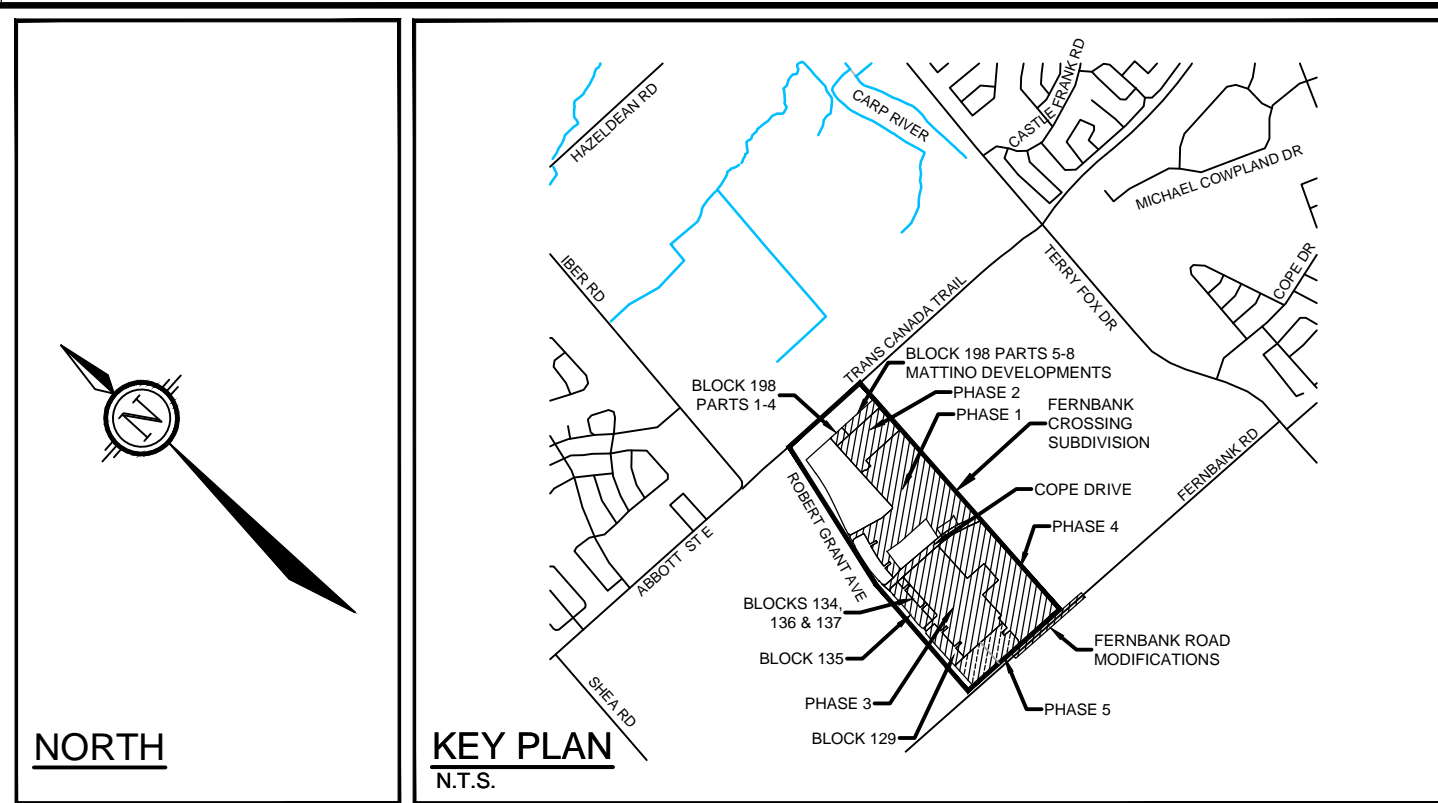 N
NORTH
HAZELDEAN RD
CARP RIVER
CASTLE FRANK RD
MICHAEL COWPLAND DR
IBER RD
TRANS CANADA TRAIL
TERRY FOX DR
COPE DR
BLOCK 198
PARTS 1-4
BLOCK 198 PARTS 5-8
MATTINO DEVELOPMENTS
PHASE 2
PHASE 1
FERNBANK
CROSSING
SUBDIVISION
FERNBANK RD
COPE DRIVE
PHASE 4
ROBERT GRANT AVE
ABBOTT ST E
BLOCKS 134,
136 & 137
BLOCK 135
FERNBANK ROAD
MODIFICATIONS
SHEA RD
PHASE 3
PHASE 5
BLOCK 129
KEY PLAN
N.T.S.